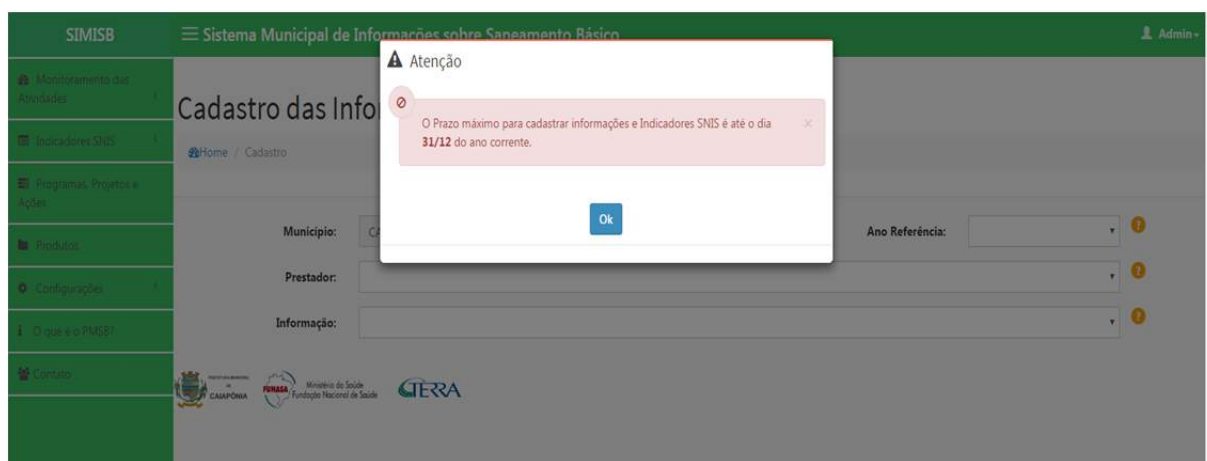 SIMISB
Sistema Municipal de Informações sobre Saneamento Básico
Admin
Atenção
Monitoramento das
Atividades
Cadastro das Info
O Prazo máximo para cadastrar informações e Indicadores SNIS é até o dia
31/12 do ano corrente.
Indicadores SNIS
Home / Cadastro
Programas, Projetos e
Ações
Ok
Município:
CA
Ano Referência:
Produtos
Prestador:
Configurações
Informação:
O que é o PMSB?
Contato
CAIAPÔNIA
FUNASA
Ministério da Saúde
Fundação Nacional de Saúde
TERRA